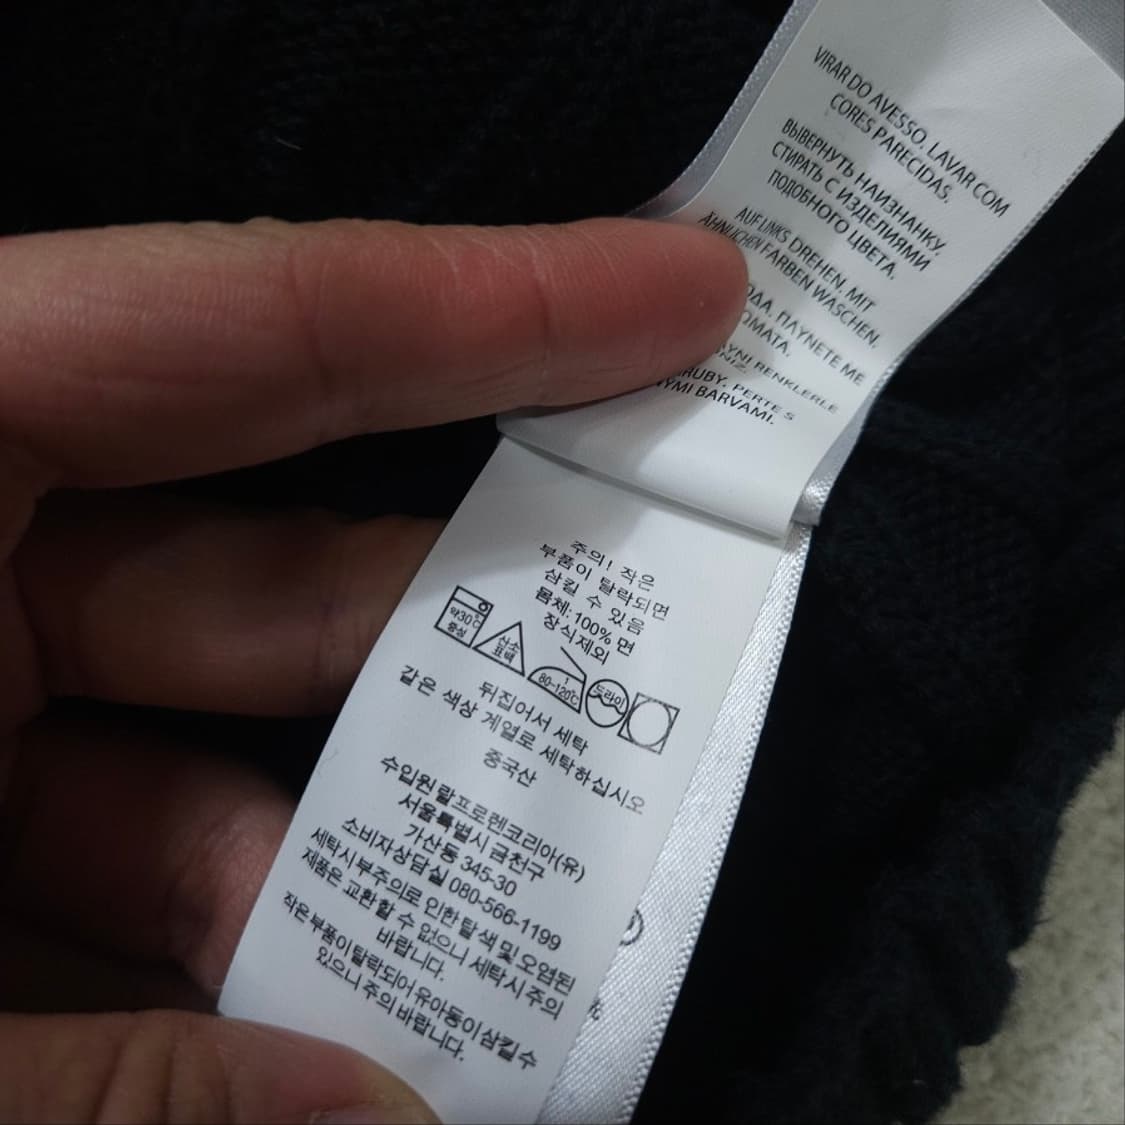 VIRAR DO AVESSO. LAVAR COM
CORES PARECIDAS.
ВЫВЕРНУТЬ НАИЗНАНКУ,
СТИРАТЬ С ИЗДЕЛИЯМИ
ПОДОБНОГО ЦВЕТА.
AUF LINKS DREHEN, MIT
ÄHNLICHEN FARBEN WASCHEN.
ΠΛΥΝΕΤΕ ΜΕ
RENKLERLE
PERTE S
BARVAMI.
주의! 작은
부품이 탈락되면
삼킬 수 있음
몸체: 100% 면
장식제외
약30℃
중성
산소
표백
80~120℃
드라이
뒤집어서 세탁
같은 색상 계열로 세탁하십시오
중국산
수입원 랄프로렌코리아(유)
서울특별시 금천구
가산동 345-30
소비자상담실 080-566-1199
세탁시 부주의로 인한 탈색 및 오염된
제품은 교환할 수 없으니 세탁시 주의
바랍니다.
작은 부품이 탈락되어 유아동이 삼킬 수
있으니 주의 바랍니다.